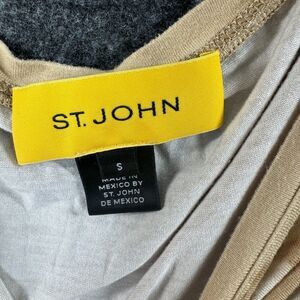 ST. JOHN
S
MADE IN
MEXICO BY
ST. JOHN
DE MEXICO